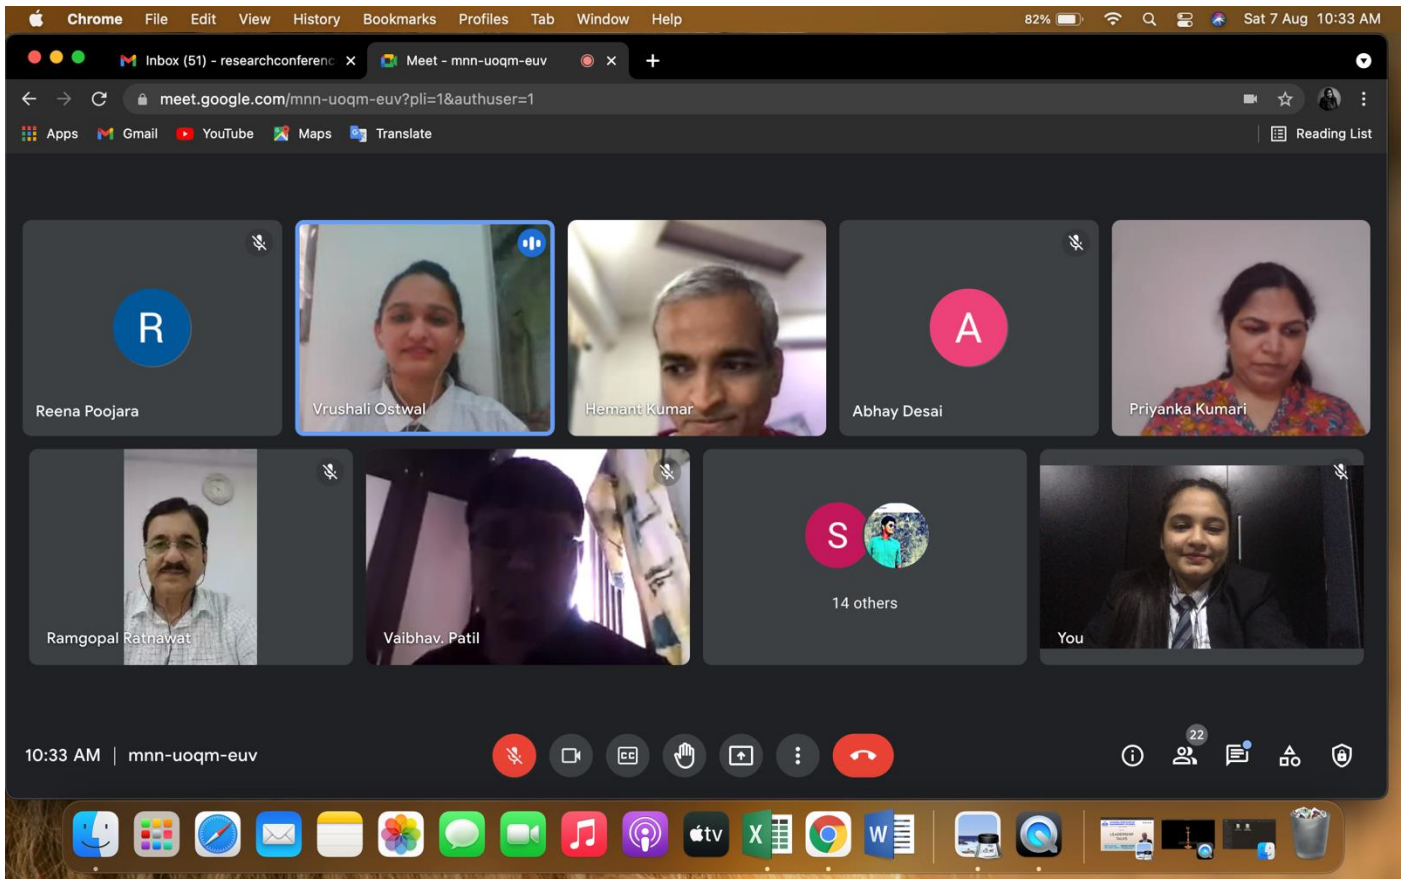 Chrome File Edit View History Bookmarks Profiles Tab Window Help 82% Sat 7 Aug 10:33 AM
Inbox (51) - researchconferenc Meet - mnn-uoqm-euv
meet.google.com/mnn-uoqm-euv?pli=1&authuser=1
Apps Gmail YouTube Maps Translate Reading List
R
A
Reena Poojara
Vrushali Ostwal
Hemant Kumar
Abhay Desai
Priyanka Kumari
S
14 others
Ramgopal Ratnawat
Vaibhav. Patil
You
22
10:33 AM | mnn-uoqm-euv
CC
tv
X
W
LEADERSHIP
TALKS